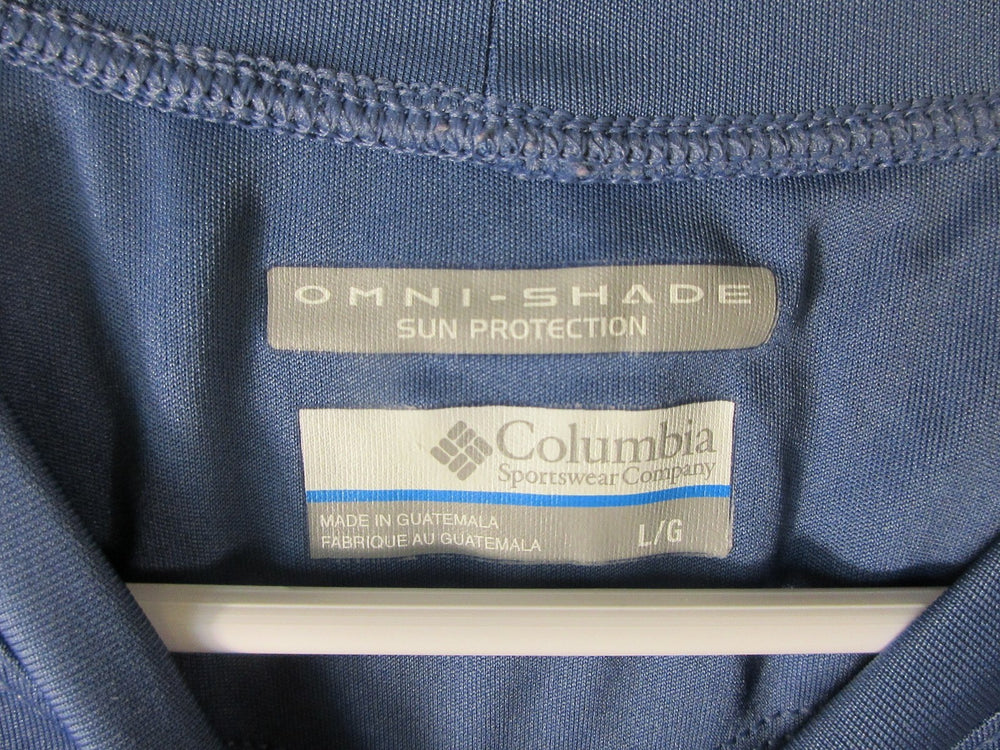 OMNI-SHADE
SUN PROTECTION
Columbia
Sportswear Company
MADE IN GUATEMALA
FABRIQUE AU GUATEMALA
L/G